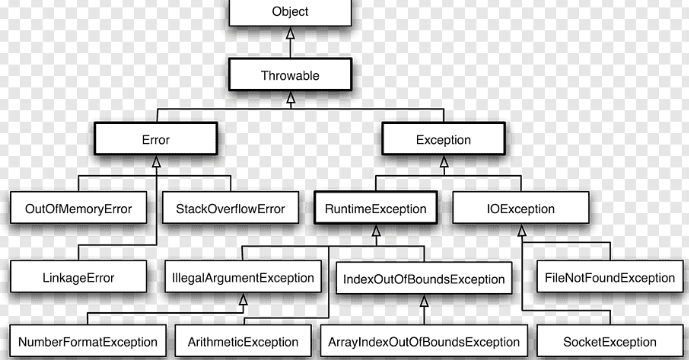 Object
Throwable
Error
Exception
OutOfMemoryError
StackOverflowError
RuntimeException
IOException
LinkageError
IllegalArgumentException
IndexOutOfBoundsException
FileNotFoundException
NumberFormatException
ArithmeticException
ArrayIndexOutOfBoundsException
SocketException